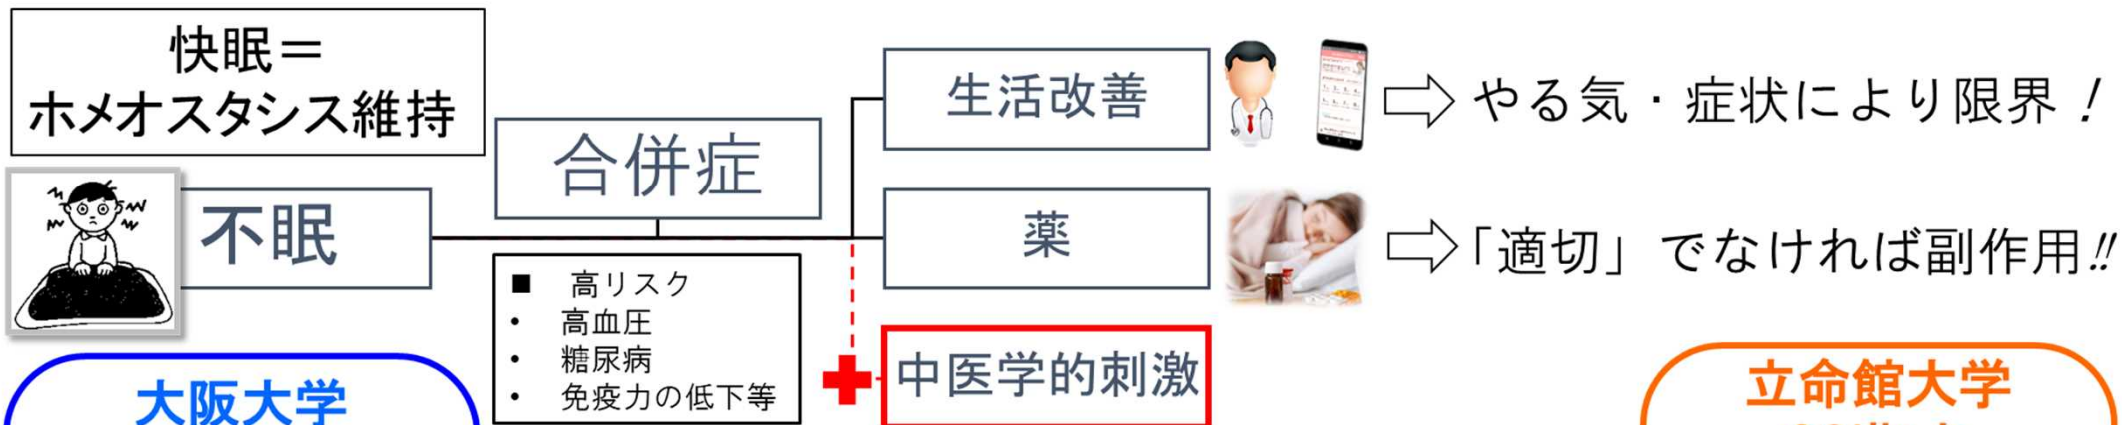 快眠＝
ホメオスタシス維持
不眠
合併症
■ 高リスク
• 高血圧
• 糖尿病
• 免疫力の低下等
生活改善
やる気・症状により限界！
薬
「適切」でなければ副作用‼
中医学的刺激
大阪大学
立命館大学